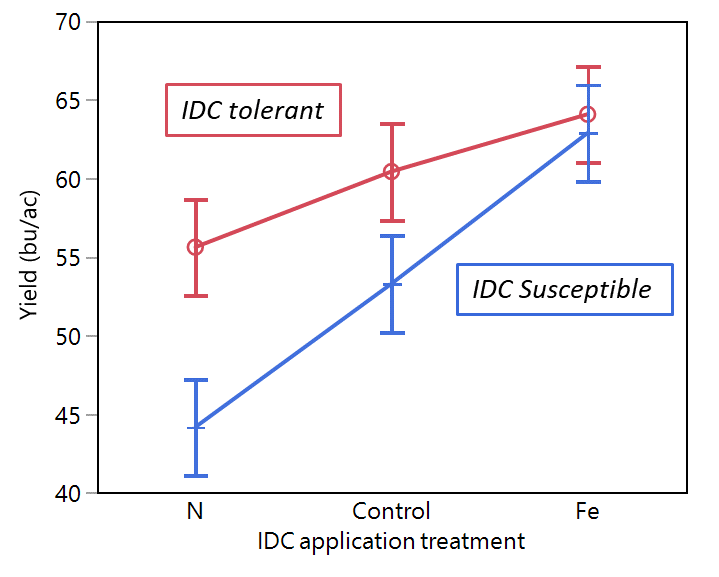 70
65
60
55
50
45
40
Yield (bu/ac)
IDC tolerant
IDC Susceptible
N Control Fe
IDC application treatment